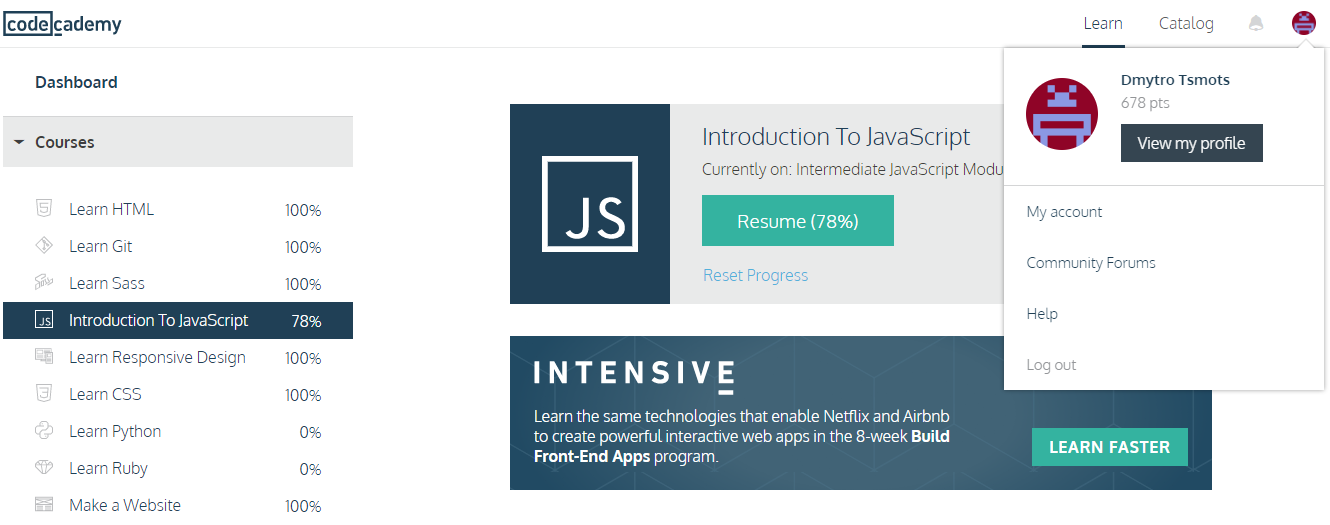 codecademy
Learn
Catalog
Dashboard
Courses
Learn HTML 100%
Learn Git 100%
Learn Sass 100%
JS Introduction To JavaScript 78%
Learn Responsive Design 100%
Learn CSS 100%
Learn Python 0%
Learn Ruby 0%
Make a Website 100%
JS
Introduction To JavaScript
Currently on: Intermediate JavaScript Modu
Resume (78%)
Reset Progress
INTENSIVE
Learn the same technologies that enable Netflix and Airbnb
to create powerful interactive web apps in the 8-week Build
Front-End Apps program.
LEARN FASTER
Dmytro Tsmots
678 pts
View my profile
My account
Community Forums
Help
Log out